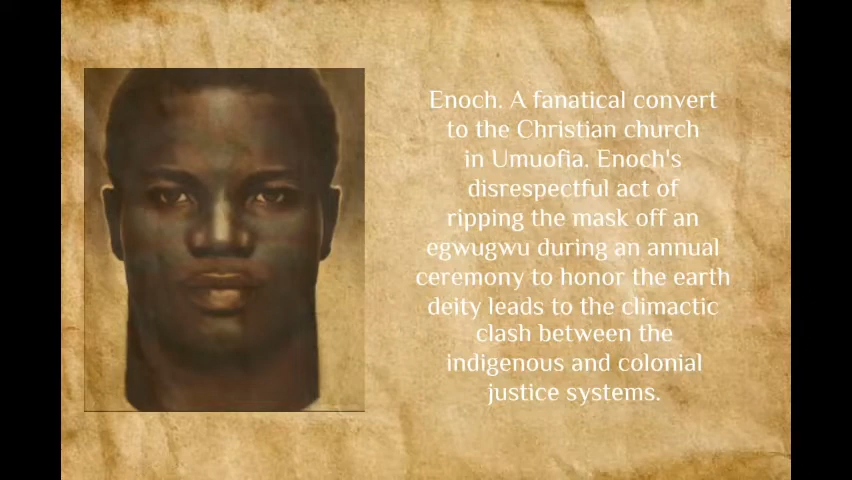 Enoch. A fanatical convert
to the Christian church
in Umuofia. Enoch's
disrespectful act of
ripping the mask off an
egwugwu during an annual
ceremony to honor the earth
deity leads to the climactic
clash between the
indigenous and colonial
justice systems.